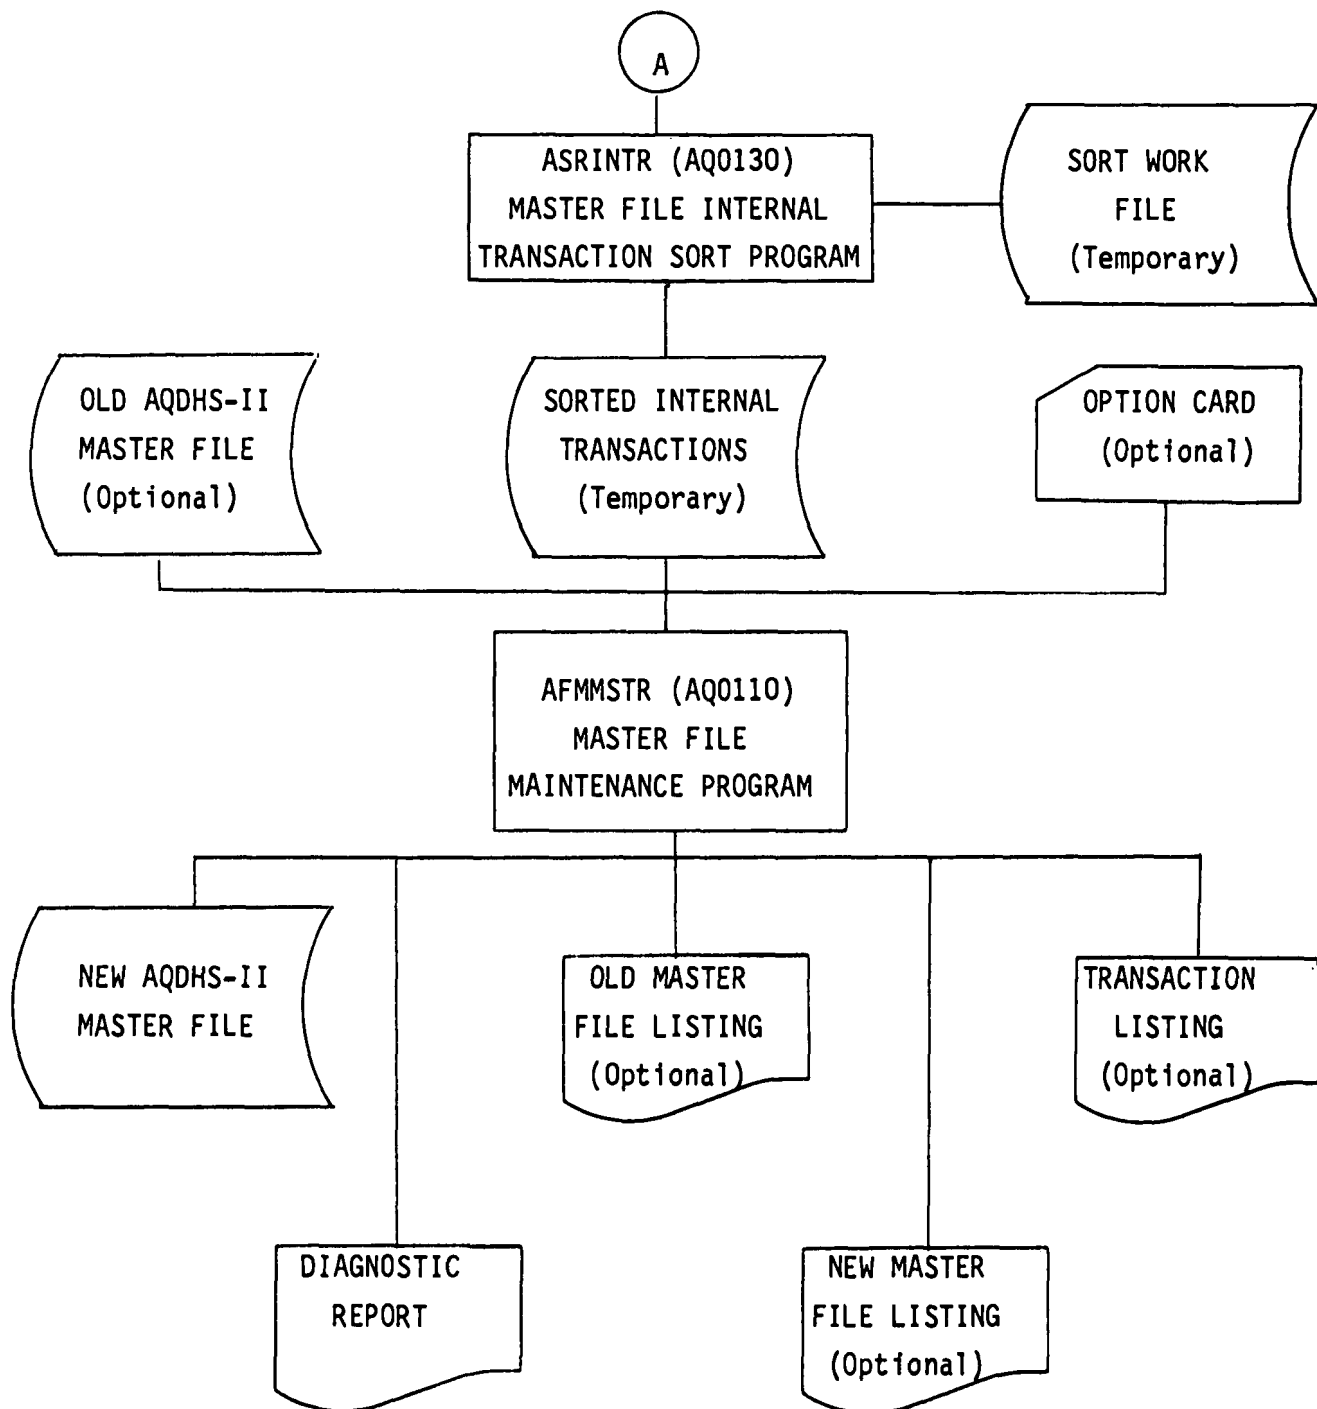 A
ASRINTR (AQ0130)
MASTER FILE INTERNAL
TRANSACTION SORT PROGRAM
SORT WORK
FILE
(Temporary)
OLD AQDHS-II
MASTER FILE
(Optional)
SORTED INTERNAL
TRANSACTIONS
(Temporary)
OPTION CARD
(Optional)
AFMMSTR (AQ0110)
MASTER FILE
MAINTENANCE PROGRAM
NEW AQDHS-II
MASTER FILE
OLD MASTER
FILE LISTING
(Optional)
TRANSACTION
LISTING
(Optional)
DIAGNOSTIC
REPORT
NEW MASTER
FILE LISTING
(Optional)